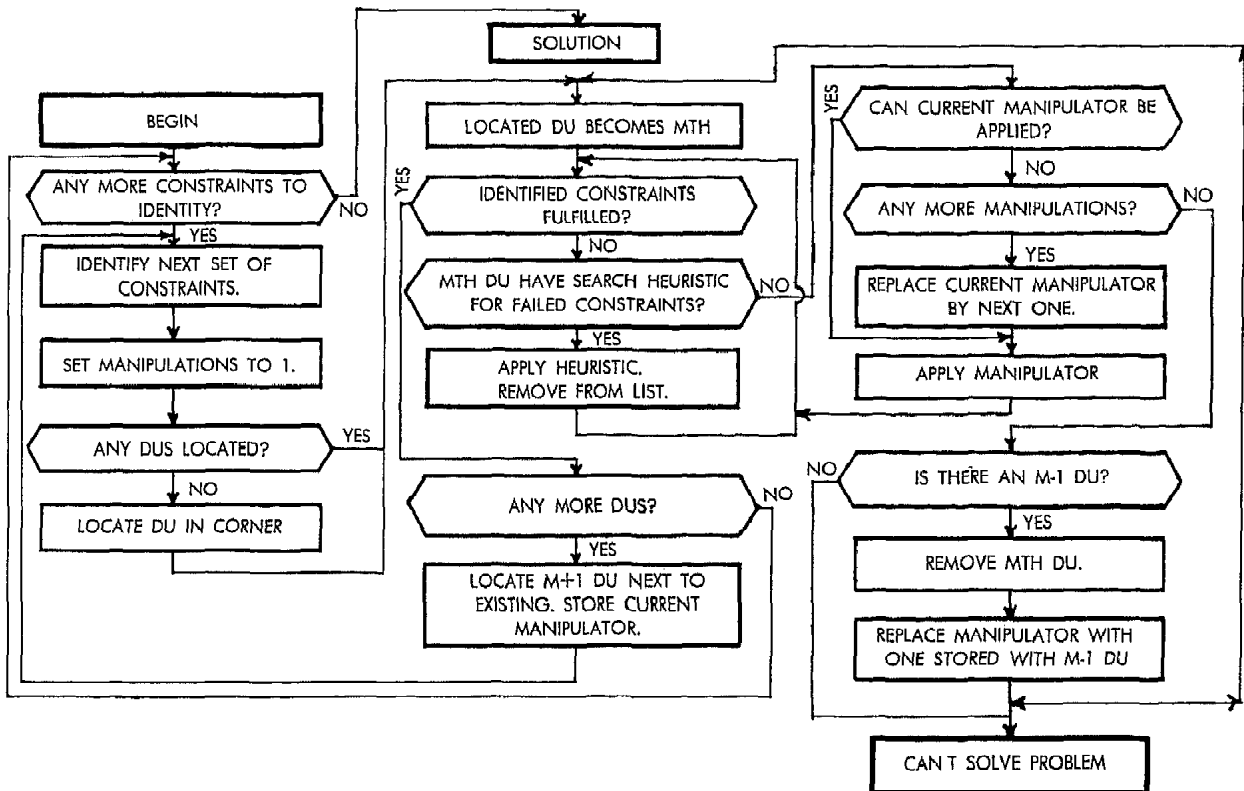 SOLUTION
BEGIN
ANY MORE CONSTRAINTS TO
IDENTITY?
NO
YES
IDENTIFY NEXT SET OF
CONSTRAINTS.
SET MANIPULATIONS TO 1.
ANY DUS LOCATED?
YES
NO
LOCATE DU IN CORNER
LOCATED DU BECOMES MTH
YES
IDENTIFIED CONSTRAINTS
FULFILLED?
NO
MTH DU HAVE SEARCH HEURISTIC
FOR FAILED CONSTRAINTS?
NO
YES
APPLY HEURISTIC.
REMOVE FROM LIST.
ANY MORE DUS?
NO
YES
LOCATE M+1 DU NEXT TO
EXISTING. STORE CURRENT
MANIPULATOR.
YES
CAN CURRENT MANIPULATOR BE
APPLIED?
NO
ANY MORE MANIPULATIONS?
NO
YES
REPLACE CURRENT MANIPULATOR
BY NEXT ONE.
APPLY MANIPULATOR
NO
IS THERE AN M-1 DU?
YES
REMOVE MTH DU.
REPLACE MANIPULATOR WITH
ONE STORED WITH M-1 DU
CAN T SOLVE PROBLEM